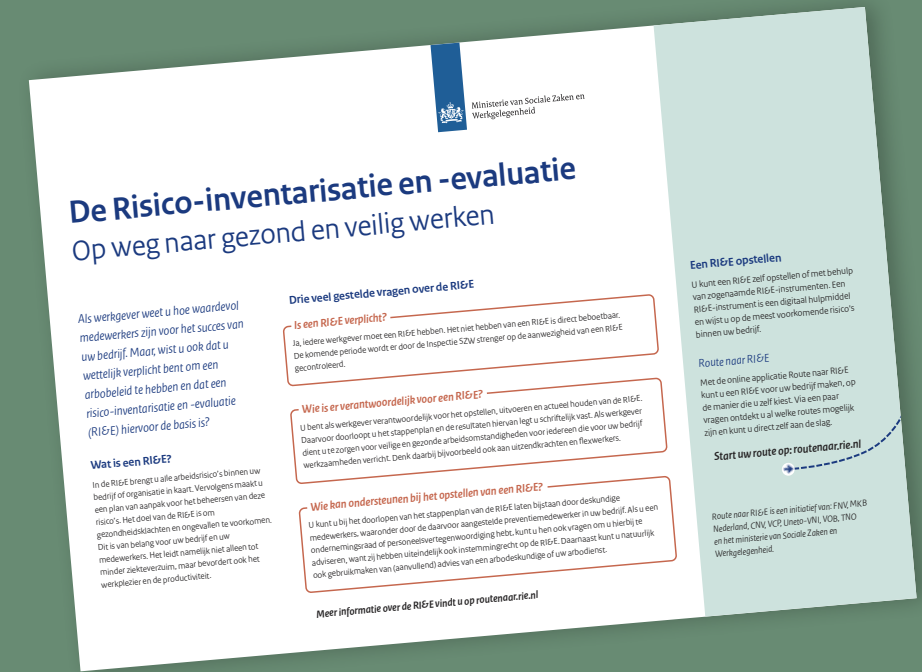 Ministerie van Sociale Zaken en
Werkgelegenheid
De Risico-inventarisatie en -evaluatie
Op weg naar gezond en veilig werken
Als werkgever weet u hoe waardevol
medewerkers zijn voor het succes van
uw bedrijf. Maar, wist u ook dat u
wettelijk verplicht bent om een
arbobeleid te hebben en dat een
risico-inventarisatie en -evaluatie
(RI&E) hiervoor de basis is?
Wat is een RI&E?
In de RI&E brengt u alle arbeidsrisico's binnen uw
bedrijf of organisatie in kaart. Vervolgens maakt u
een plan van aanpak voor het beheersen van deze
risico's. Het doel van de RI&E is om
gezondheidsklachten en ongevallen te voorkomen.
Dit is van belang voor uw bedrijf en uw
medewerkers. Het leidt namelijk niet alleen tot
minder ziekteverzuim, maar bevordert ook het
werkplezier en de productiviteit.
Drie veel gestelde vragen over de RI&E
Is een RI&E verplicht?
Ja, iedere werkgever moet een RI&E hebben. Het niet hebben van een RI&E is direct beboetbaar.
De komende periode wordt er door de Inspectie SZW strenger op de aanwezigheid van een RI&E
gecontroleerd.
Wie is er verantwoordelijk voor een RI&E?
U bent als werkgever verantwoordelijk voor het opstellen, uitvoeren en actueel houden van de RI&E.
Daarvoor doorloopt u het stappenplan en de resultaten hiervan legt u schriftelijk vast. Als werkgever
dient u te zorgen voor veilige en gezonde arbeidsomstandigheden voor iedereen die voor uw bedrijf
werkzaamheden verricht. Denk daarbij bijvoorbeeld ook aan uitzendkrachten en flexwerkers.
Wie kan ondersteunen bij het opstellen van een RI&E?
U kunt u bij het doorlopen van het stappenplan de RI&E laten bijstaan door deskundige
medewerkers, waaronder de daarvoor aangestelde preventiemedewerker in uw bedrijf. Als u een
ondernemingsraad of personeelsvertegenwoordiging hebt, kunt u hen ook vragen om u hierbij te
adviseren, want zij hebben uiteindelijk ook instemmingrecht op de RI&E. Daarnaast kunt u natuurlijk
ook gebruikmaken van (aanvullend) advies van een arbodeskundige of uw arbodienst.
Meer informatie over de RI&E vindt u op routenaar.rie.nl
Een RI&E opstellen
U kunt een RI&E zelf opstellen of met behulp
van zogenaamde RI&E-instrumenten. Een
RI&E-instrument is een digitaal hulpmiddel
en wijst u op de meest voorkomende risico's
binnen uw bedrijf.
Route naar RI&E
Met de online applicatie Route naar RI&E
kunt u een RI&E voor uw bedrijf maken, op
de manier die u zelf kiest. Via een paar
vragen ontdekt u al welke routes mogelijk
zijn en kunt u direct zelf aan de slag.
Start uw route op: routenaar.rie.nl
Route naar RI&E is een initiatief van: FNV, MKB
Nederland, CNV, VCP, Uneto-VNI, VOB, TNO
en het ministerie van Sociale Zaken en
Werkgelegenheid.